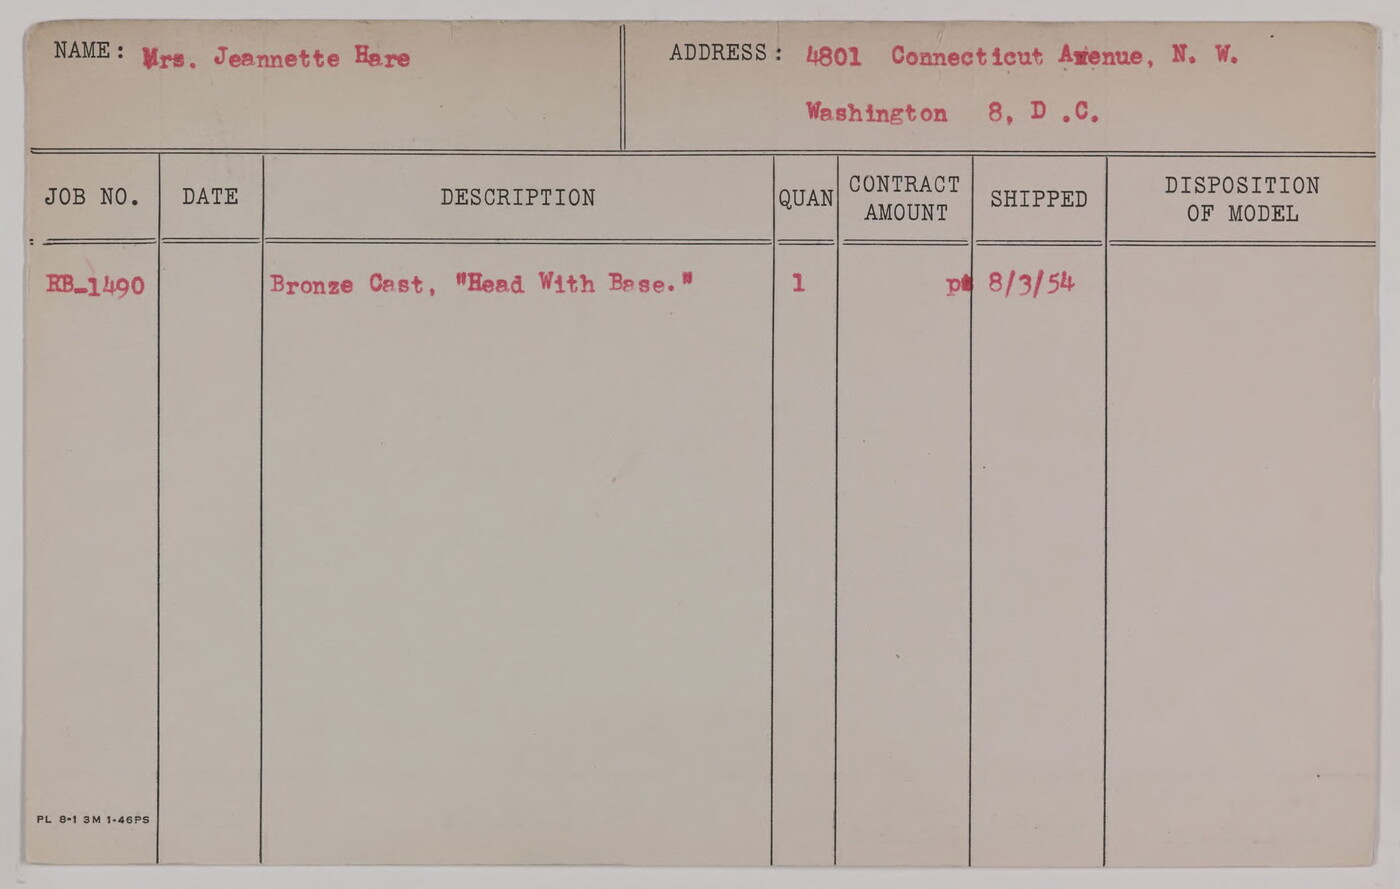 NAME: Mrs. Jeannette Hare
ADDRESS: 4801 Connecticut Avenue, N. W.
Washington 8, D .C.
JOB NO. DATE DESCRIPTION QUAN CONTRACT AMOUNT SHIPPED DISPOSITION OF MODEL
RB-1490 Bronze Cast, "Head With Base." 1 8/3/54
PL 8-1 3M 1-46PS